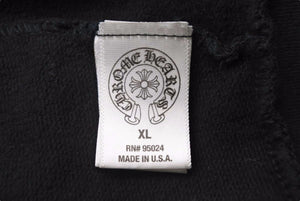 CHROME HEARTS
XL
RN# 95024
MADE IN U.S.A.